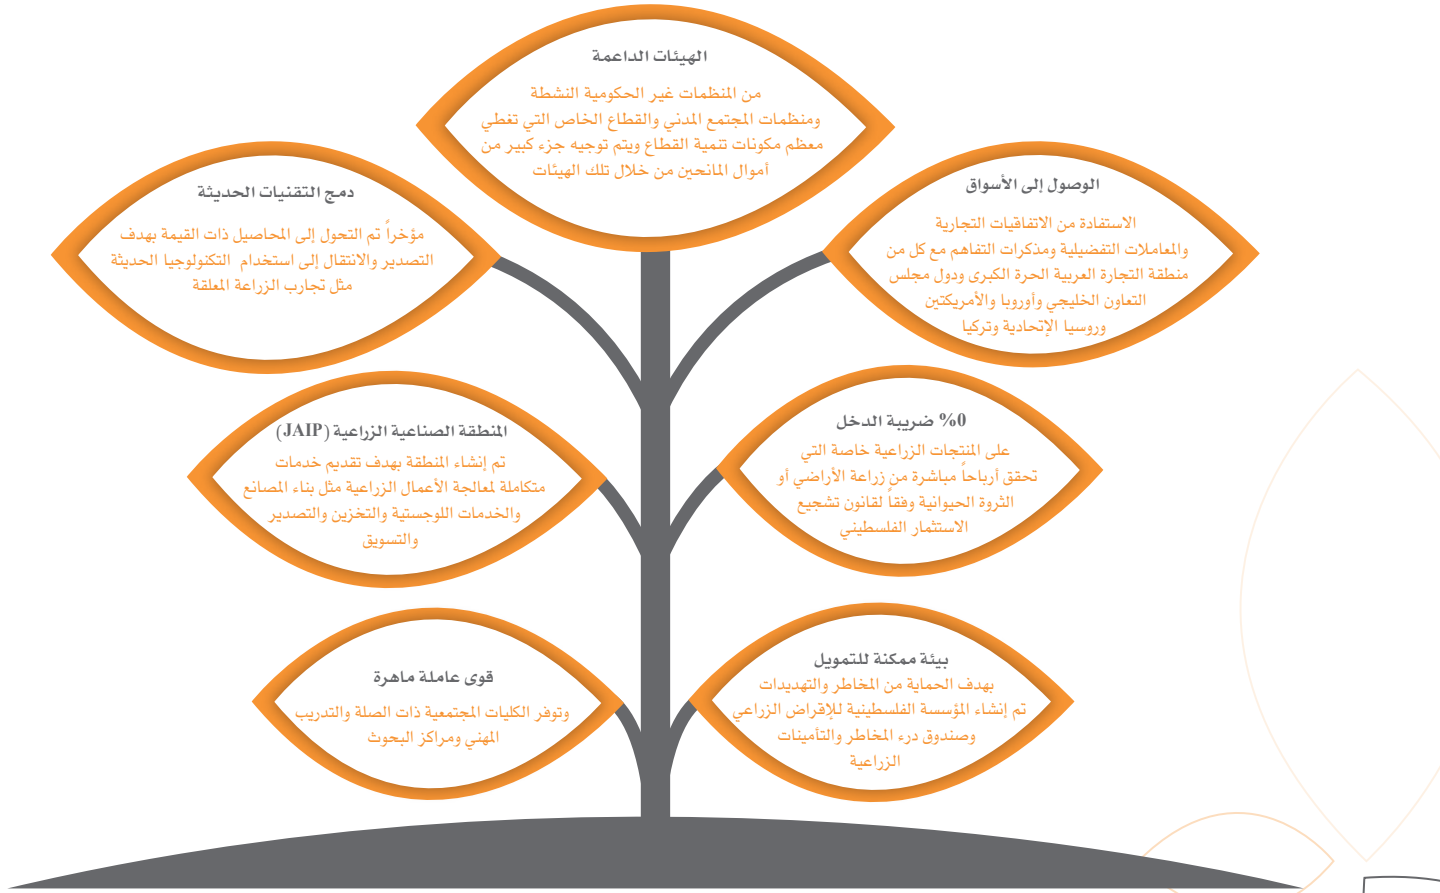 الهيئات الداعمة
من المنظمات غير الحكومية النشطة
ومنظمات المجتمع المدني والقطاع الخاص التي تغطي
معظم مكونات تنمية القطاع ويتم توجيه جزء كبير من
أموال المانحين من خلال تلك الهيئات
الوصول إلى الأسواق
الاستفادة من الاتفاقيات التجارية
والمعاملات التفضيلية ومذكرات التفاهم مع كل من
منطقة التجارة العربية الحرة الكبرى ودول مجلس
التعاون الخليجي وأوروبا والأمريكتين
وروسيا الإتحادية وتركيا
دمج التقنيات الحديثة
مؤخراً تم التحول إلى المحاصيل ذات القيمة بهدف
التصدير والانتقال إلى استخدام التكنولوجيا الحديثة
مثل تجارب الزراعة المعلقة
%0 ضريبة الدخل
على المنتجات الزراعية خاصة التي
تحقق أرباحاً مباشرة من زراعة الأراضي أو
الثروة الحيوانية وفقاً لقانون تشجيع
الاستثمار الفلسطيني
المنطقة الصناعية الزراعية (JAIP)
تم إنشاء المنطقة بهدف تقديم خدمات
متكاملة لمعالجة الأعمال الزراعية مثل بناء المصانع
والخدمات اللوجستية والتخزين والتصدير
والتسويق
بيئة ممكنة للتمويل
بهدف الحماية من المخاطر والتهديدات
تم إنشاء المؤسسة الفلسطينية للإقراض الزراعي
وصندوق درء المخاطر والتأمينات
الزراعية
قوى عاملة ماهرة
وتوفر الكليات المجتمعية ذات الصلة والتدريب
المهني ومراكز البحوث